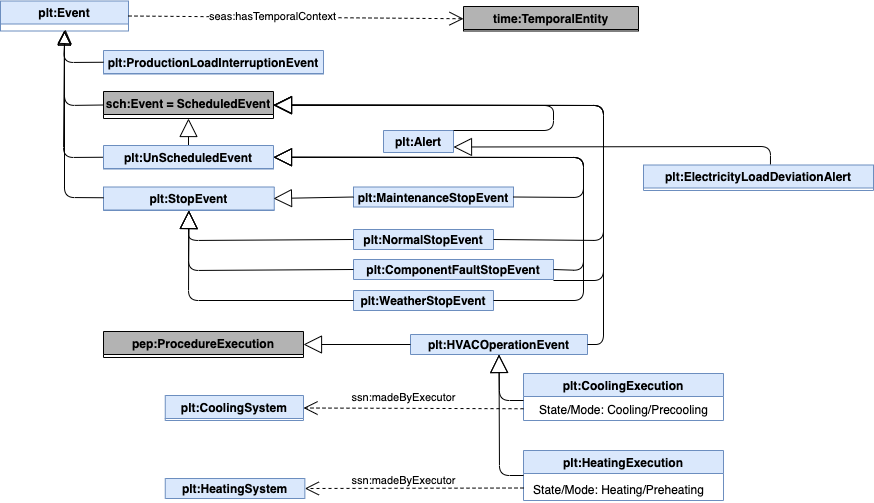 plt:Event
seas:hasTemporalContext
time:TemporalEntity
plt:ProductionLoadInterruptionEvent
sch:Event = ScheduledEvent
plt:Alert
plt:UnScheduledEvent
plt:ElectricityLoadDeviationAlert
plt:StopEvent
plt:MaintenanceStopEvent
plt:NormalStopEvent
plt:ComponentFaultStopEvent
plt:WeatherStopEvent
pep:ProcedureExecution
plt:HVACOperationEvent
plt:CoolingExecution
State/Mode: Cooling/Precooling
ssn:madeByExecutor
plt:CoolingSystem
plt:HeatingExecution
State/Mode: Heating/Preheating
ssn:madeByExecutor
plt:HeatingSystem